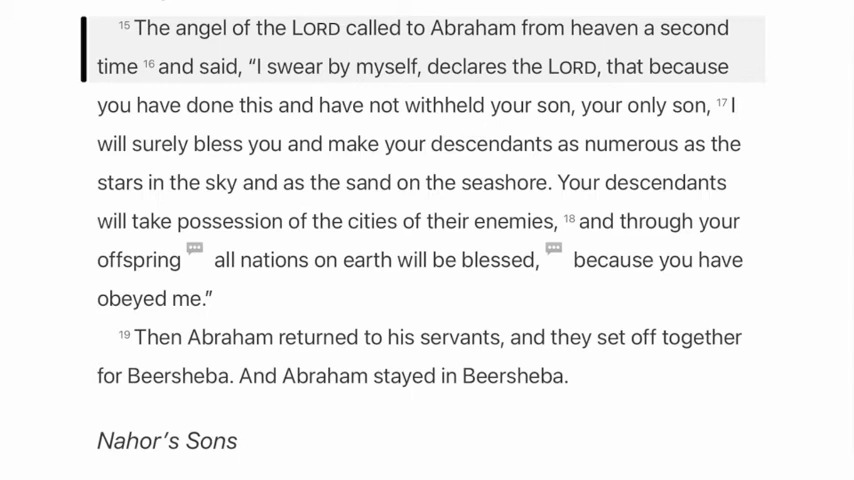 15 The angel of the LORD called to Abraham from heaven a second
time 16 and said, “I swear by myself, declares the LORD, that because
you have done this and have not withheld your son, your only son, 17 I
will surely bless you and make your descendants as numerous as the
stars in the sky and as the sand on the seashore. Your descendants
will take possession of the cities of their enemies, 18 and through your
offspring all nations on earth will be blessed, because you have
obeyed me.”
19 Then Abraham returned to his servants, and they set off together
for Beersheba. And Abraham stayed in Beersheba.
Nahor’s Sons